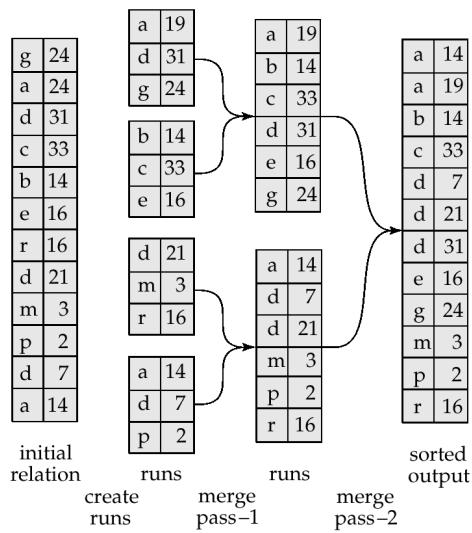 g 24
a 24
d 31
c 33
b 14
e 16
r 16
d 21
m 3
p 2
d 7
a 14
initial
relation
a 19
d 31
g 24
b 14
c 33
e 16
d 21
m 3
r 16
a 14
d 7
p 2
runs
create
runs
a 19
b 14
c 33
d 31
e 16
g 24
a 14
d 7
d 21
m 3
p 2
r 16
runs
merge
pass–1
merge
pass–2
a 14
a 19
b 14
c 33
d 7
d 21
d 31
e 16
g 24
m 3
p 2
r 16
sorted
output